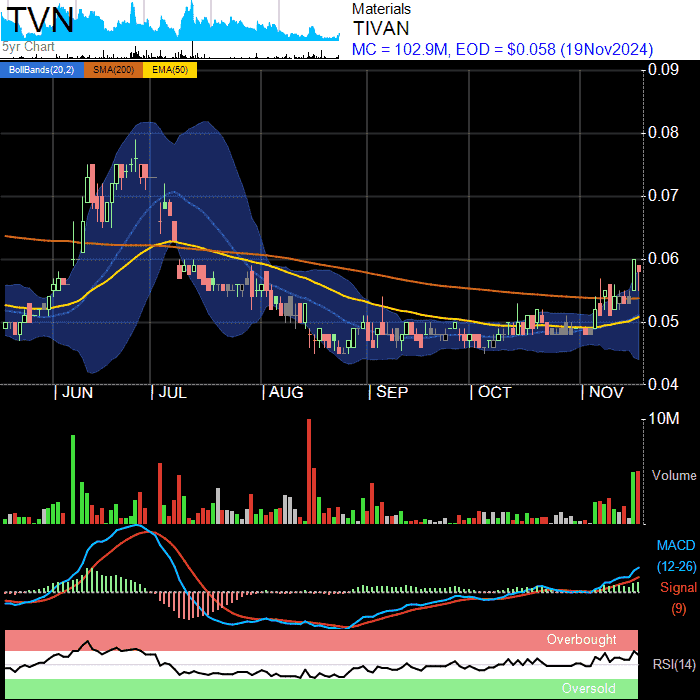 TVN
5yr Chart
Materials
TIVAN
MC = 102.9M, EOD = $0.058 (19Nov2024)
BollBands(20,2) SMA(200) EMA(50)
0.09
0.08
0.07
0.06
0.05
0.04
JUN JUL AUG SEP OCT NOV
10M
Volume
MACD
(12-26)
Signal
(9)
Overbought
RSI(14)
Oversold